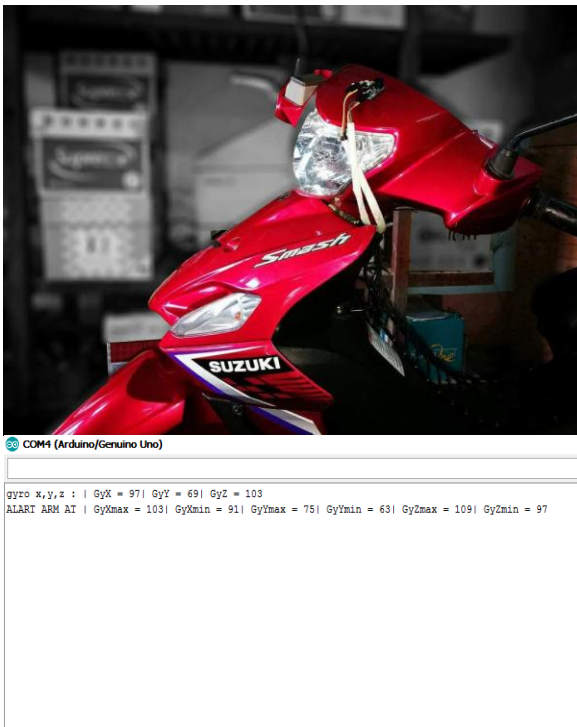 Smash
SUZUKI
COM4 (Arduino/Genuino Uno)
gyro x,y,z : | GyX = 97| GyY = 69| GyZ = 103
ALART ARM AT | GyXmax = 103| GyXmin = 91| GyYmax = 75| GyYmin = 63| GyZmax = 109| GyZmin = 97